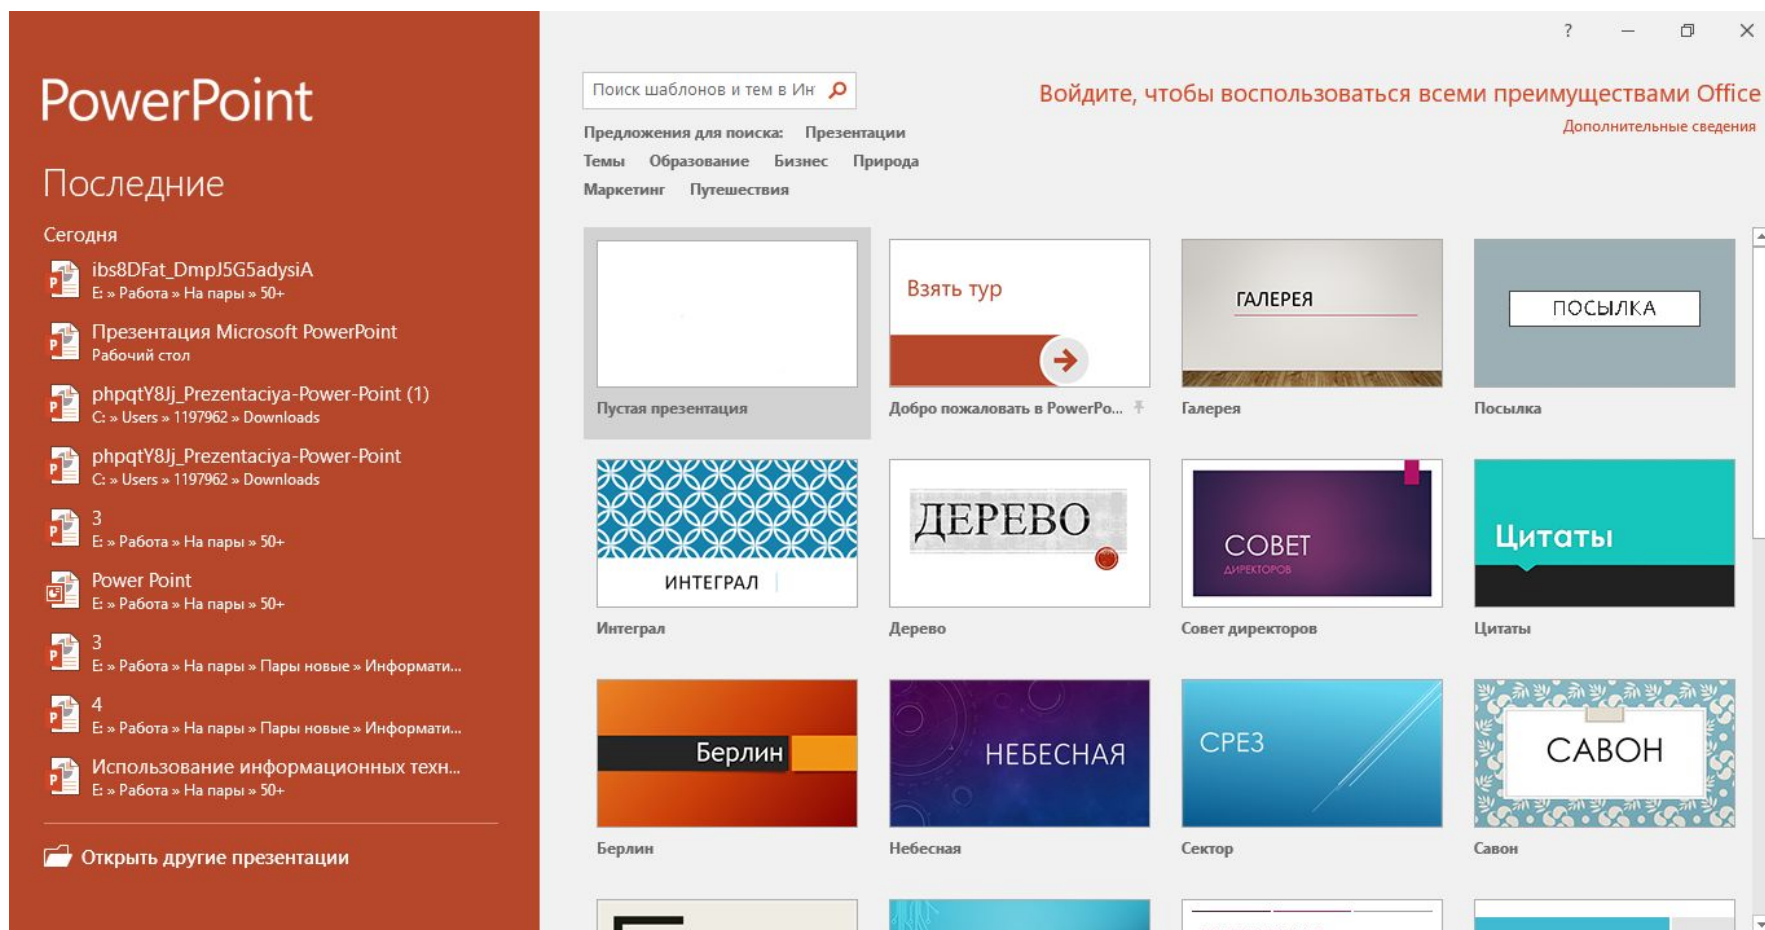 PowerPoint
Последние
Сегодня
ibs8DFat_DmpJ5G5adysiA
E: » Работа » На пары » 50+
Презентация Microsoft PowerPoint
Рабочий стол
phpqtY8Jj_Prezentaciya-Power-Point (1)
C: » Users » 1197962 » Downloads
phpqtY8Jj_Prezentaciya-Power-Point
C: » Users » 1197962 » Downloads
3
E: » Работа » На пары » 50+
Power Point
E: » Работа » На пары » 50+
3
E: » Работа » На пары » Пары новые » Информати...
4
E: » Работа » На пары » Пары новые » Информати...
Использование информационных техн...
E: » Работа » На пары » 50+
Открыть другие презентации
?
Поиск шаблонов и тем в Инт
Войдите, чтобы воспользоваться всеми преимуществами Office
Дополнительные сведения
Предложения для поиска: Презентации
Темы Образование Бизнес Природа
Маркетинг Путешествия
Взять тур
ГАЛЕРЕЯ
ПОСЫЛКА
Пустая презентация
Добро пожаловать в PowerPo...
Галерея
Посылка
ИНТЕГРАЛ
ДЕРЕВО
СОВЕТ
ДИРЕКТОРОВ
Цитаты
Интеграл
Дерево
Совет директоров
Цитаты
Берлин
НЕБЕСНАЯ
СРЕЗ
САВОН
Берлин
Небесная
Сектор
Савон